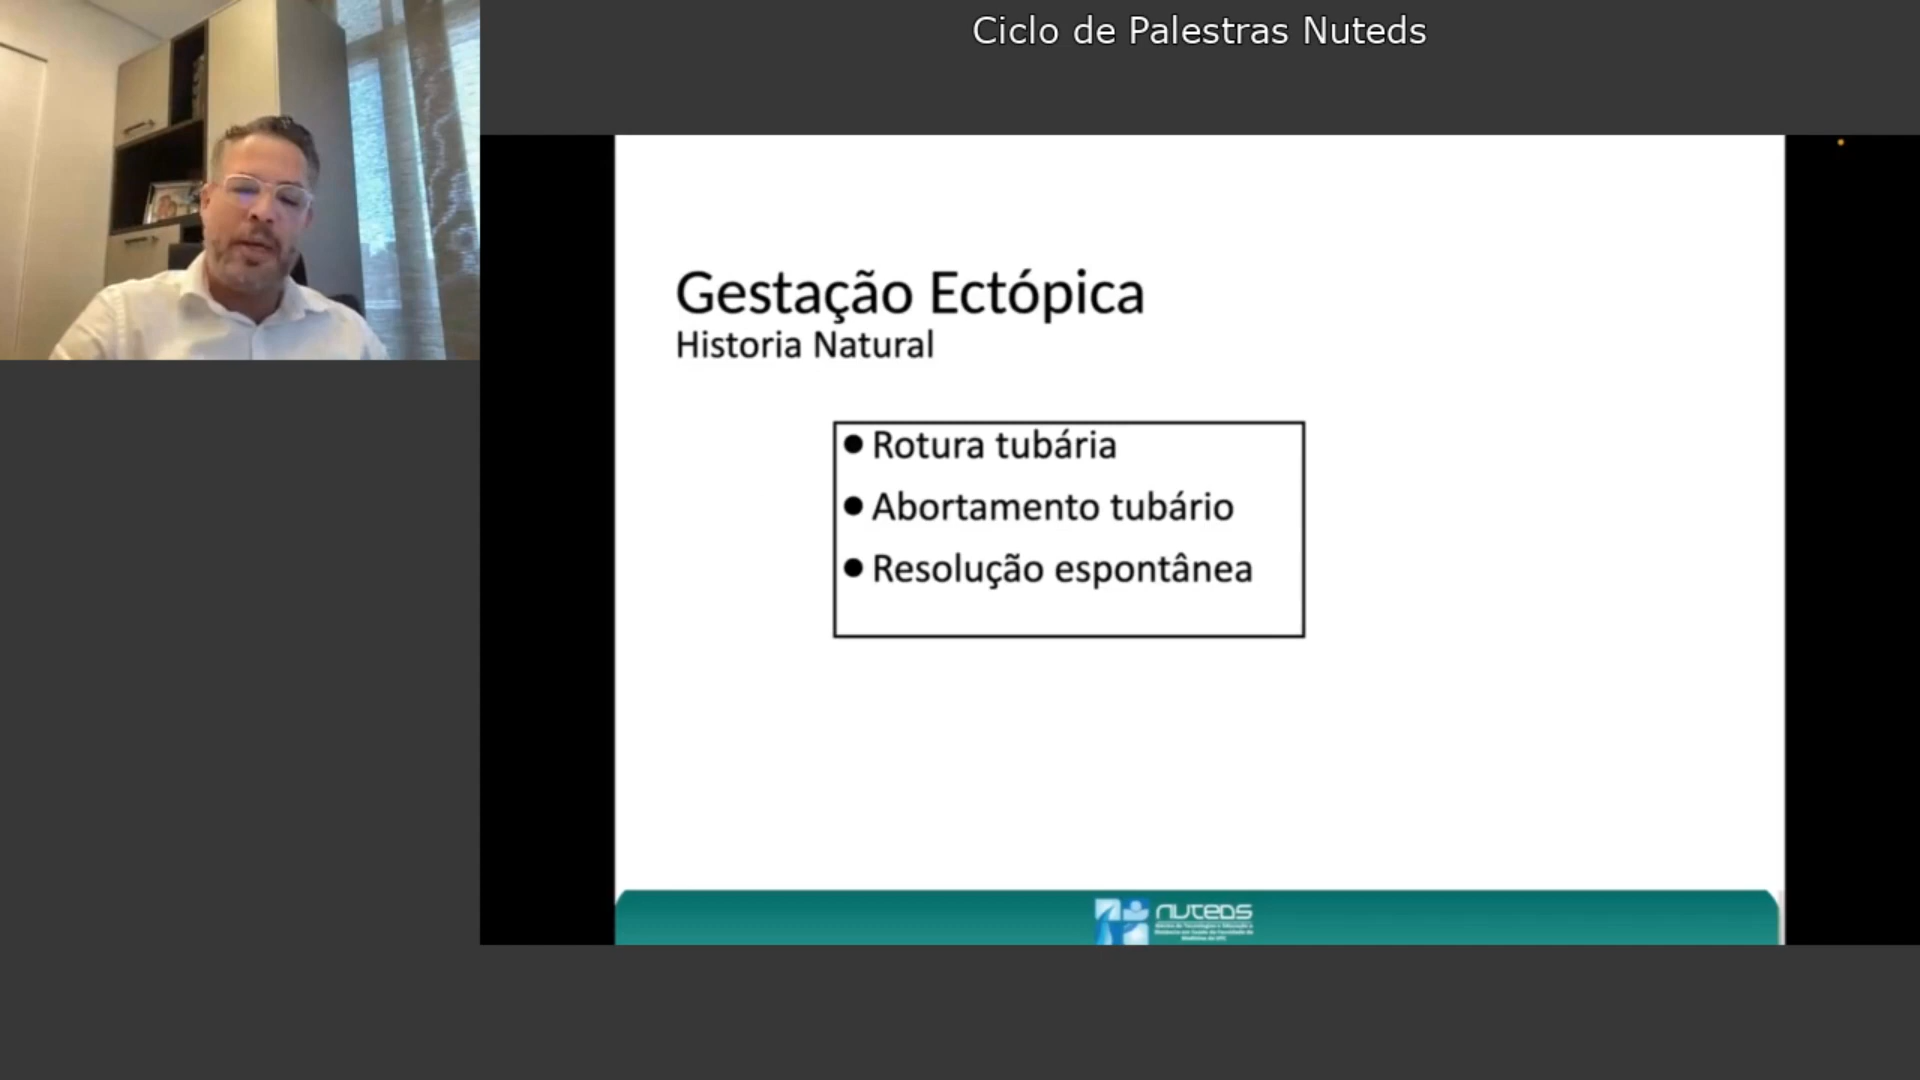 Ciclo de Palestras Nuteds
Gestação Ectópica
Historia Natural
● Rotura tubária
● Abortamento tubário
● Resolução espontânea
nuteds